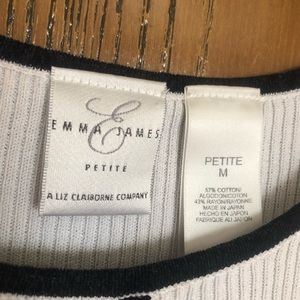 E
EMMA JAMES
PETITE
A LIZ CLAIBORNE COMPANY
PETITE
M
57% COTTON/
ALGODON/COTON
43% RAYON/RAYONNE
MADE IN JAPAN
HECHO EN JAPON
FABRIQUE AU JAPON